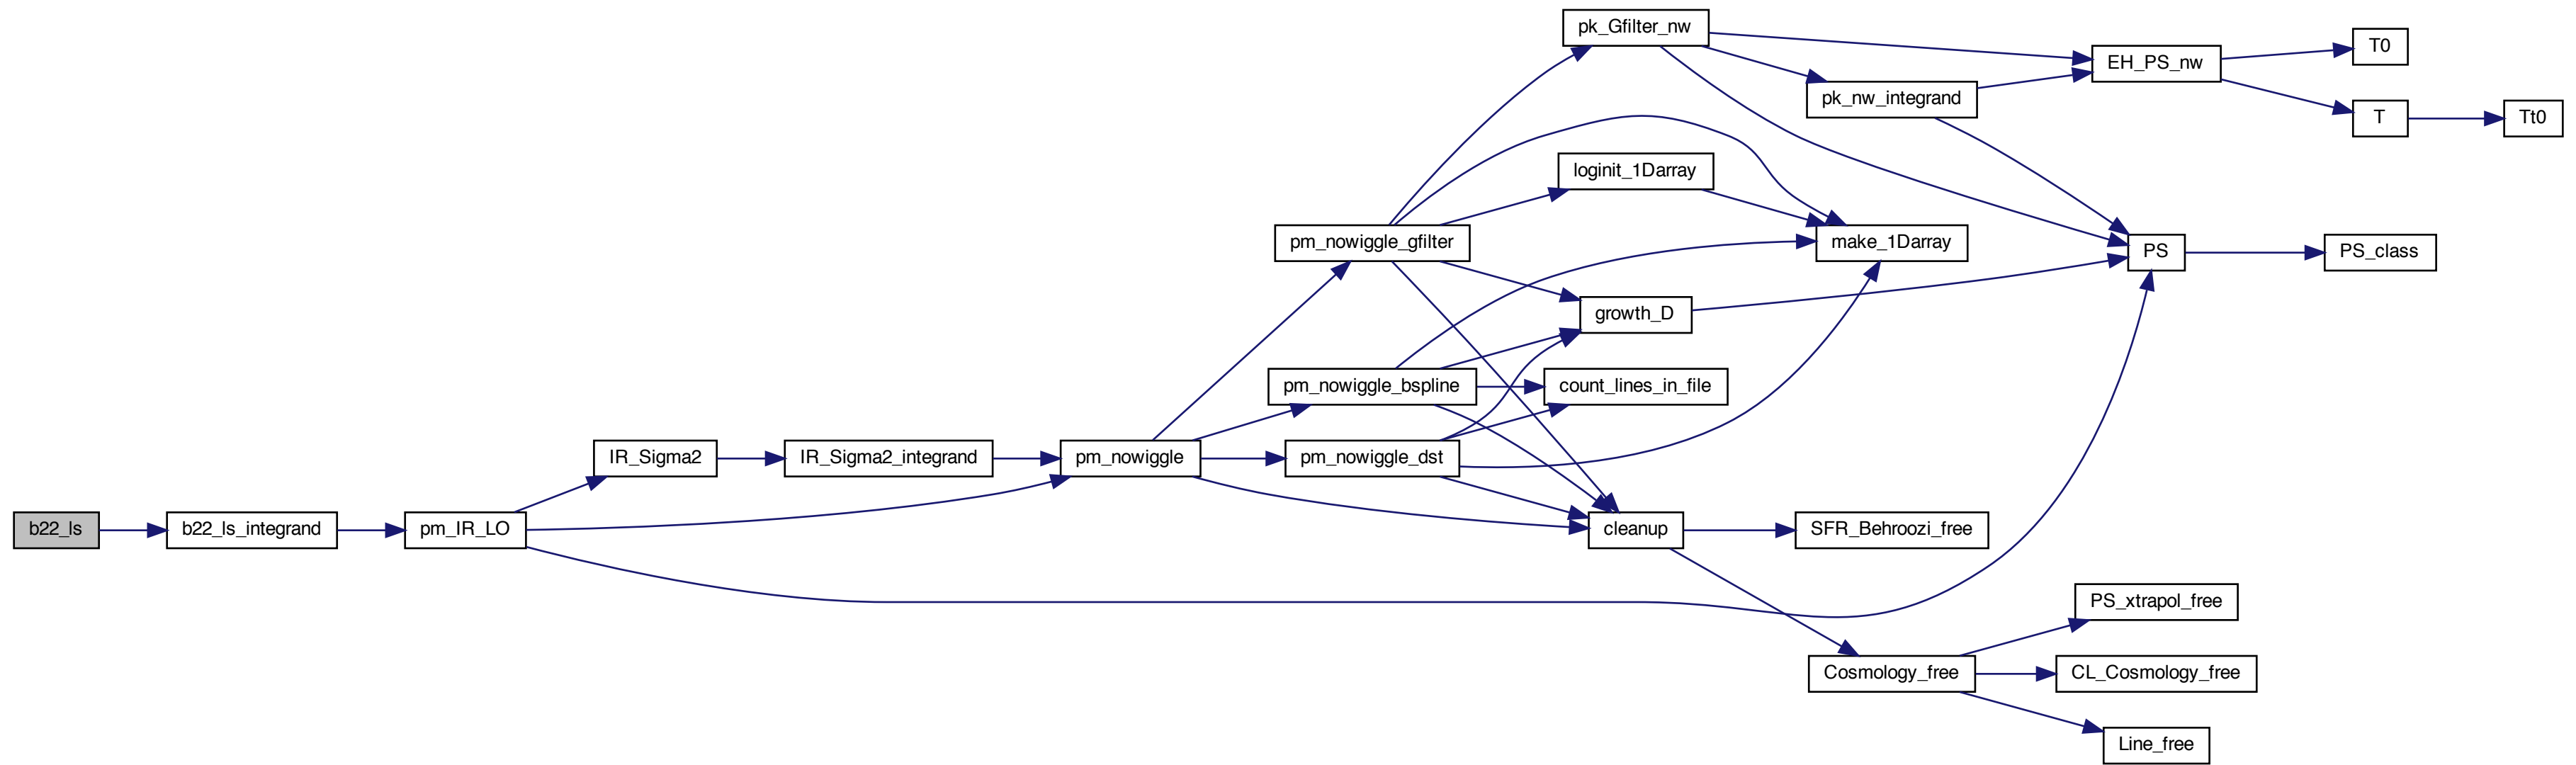 b22_ls
b22_ls_integrand
pm_IR_LO
IR_Sigma2
IR_Sigma2_integrand
pm_nowiggle
pm_nowiggle_gfilter
pm_nowiggle_bspline
pm_nowiggle_dst
pk_Gfilter_nw
loginit_1Darray
growth_D
count_lines_in_file
cleanup
pk_nw_integrand
make_1Darray
SFR_Behroozi_free
Cosmology_free
EH_PS_nw
PS
PS_xtrapol_free
CL_Cosmology_free
Line_free
T0
T
PS_class
Tt0